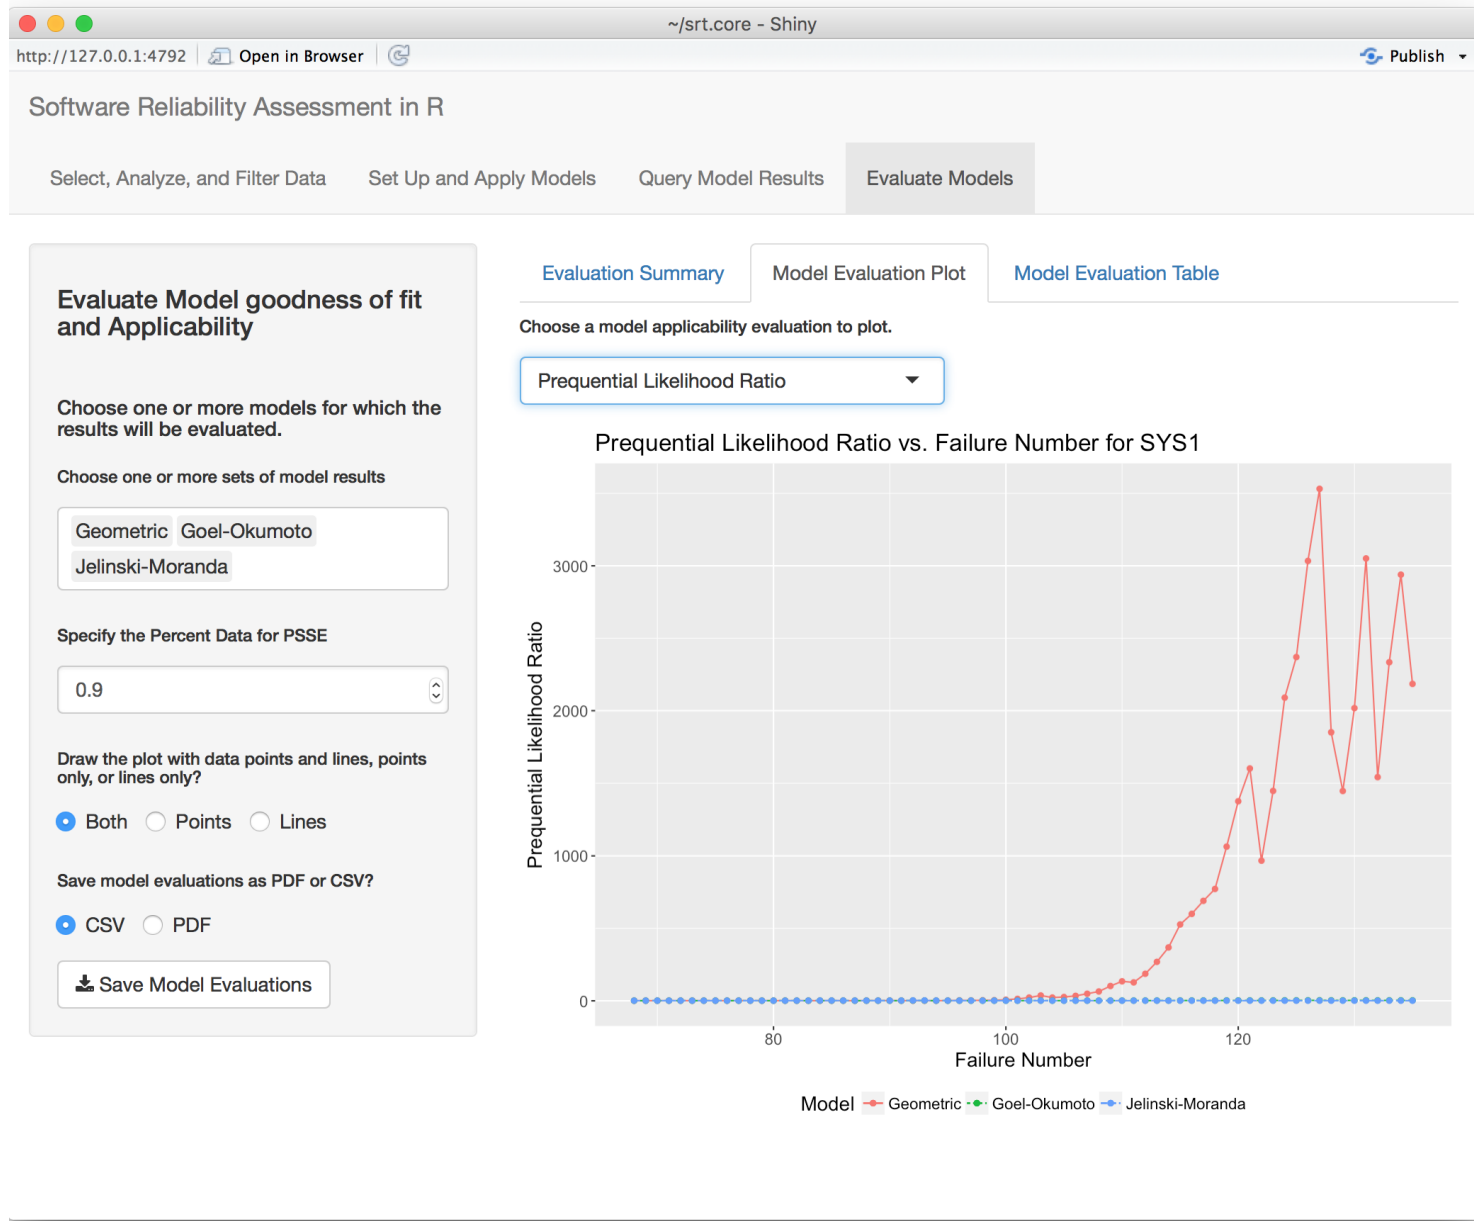 ~/srt.core - Shiny
http://127.0.0.1:4792 Open in Browser Publish
Software Reliability Assessment in R
Select, Analyze, and Filter Data Set Up and Apply Models Query Model Results Evaluate Models
Evaluate Model goodness of fit
and Applicability
Choose one or more models for which the
results will be evaluated.
Choose one or more sets of model results
Geometric Goel-Okumoto
Jelinski-Moranda
Specify the Percent Data for PSSE
0.9
Draw the plot with data points and lines, points
only, or lines only?
Both Points Lines
Save model evaluations as PDF or CSV?
CSV PDF
Save Model Evaluations
Evaluation Summary Model Evaluation Plot Model Evaluation Table
Choose a model applicability evaluation to plot.
Prequential Likelihood Ratio
Prequential Likelihood Ratio vs. Failure Number for SYS1
Prequential Likelihood Ratio
3000
2000
1000
0
80 100 120
Failure Number
Model Geometric Goel-Okumoto Jelinski-Moranda